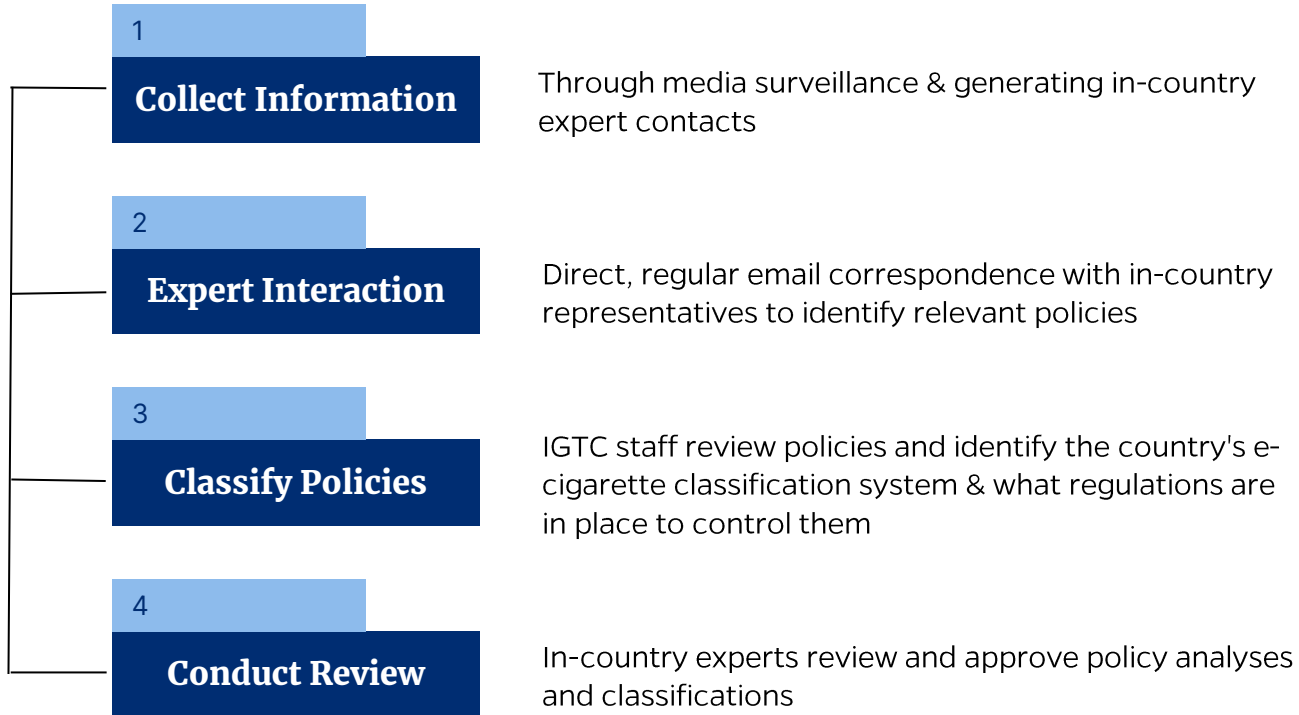 1
Collect Information
Through media surveillance & generating in-country
expert contacts
2
Expert Interaction
Direct, regular email correspondence with in-country
representatives to identify relevant policies
3
Classify Policies
IGTC staff review policies and identify the country's e-
cigarette classification system & what regulations are
in place to control them
4
Conduct Review
In-country experts review and approve policy analyses
and classifications